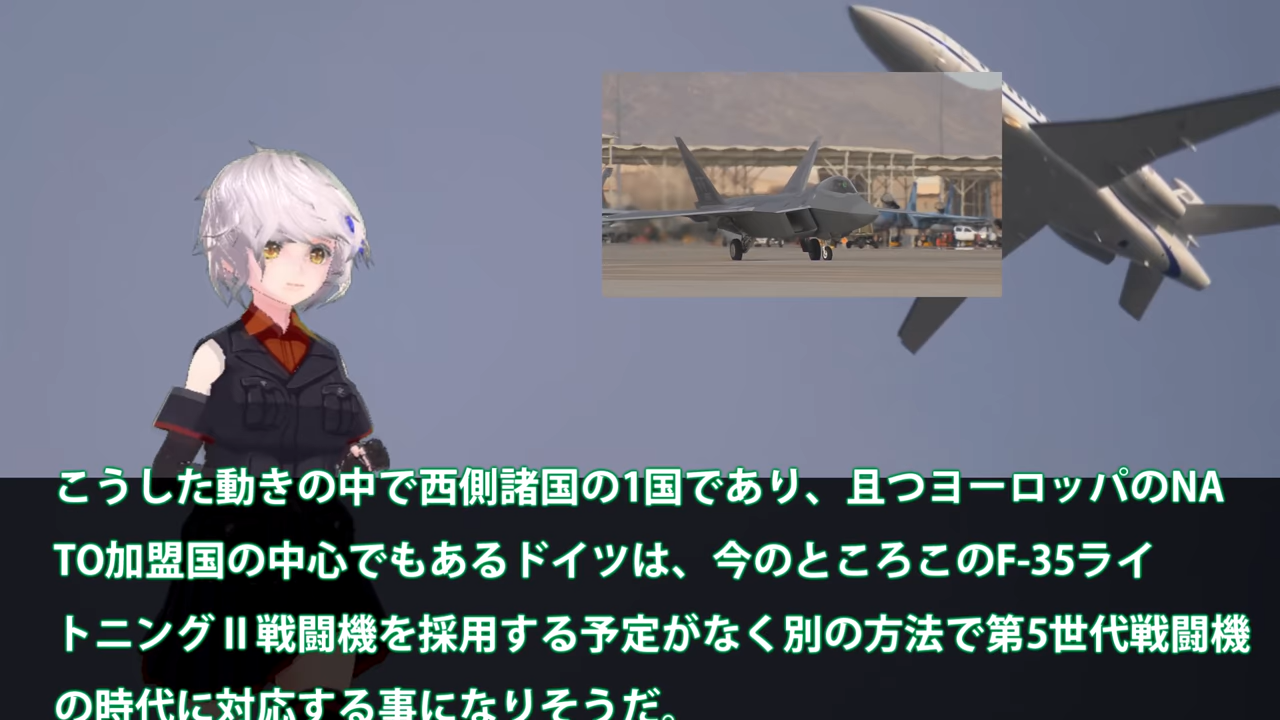 こうした動きの中で西側諸国の1国であり、且つヨーロッパのNA
TO加盟国の中心でもあるドイツは、今のところこのF-35ライ
トニングⅡ戦闘機を採用する予定がなく別の方法で第5世代戦闘機
の時代に対応する事になりそうだ。